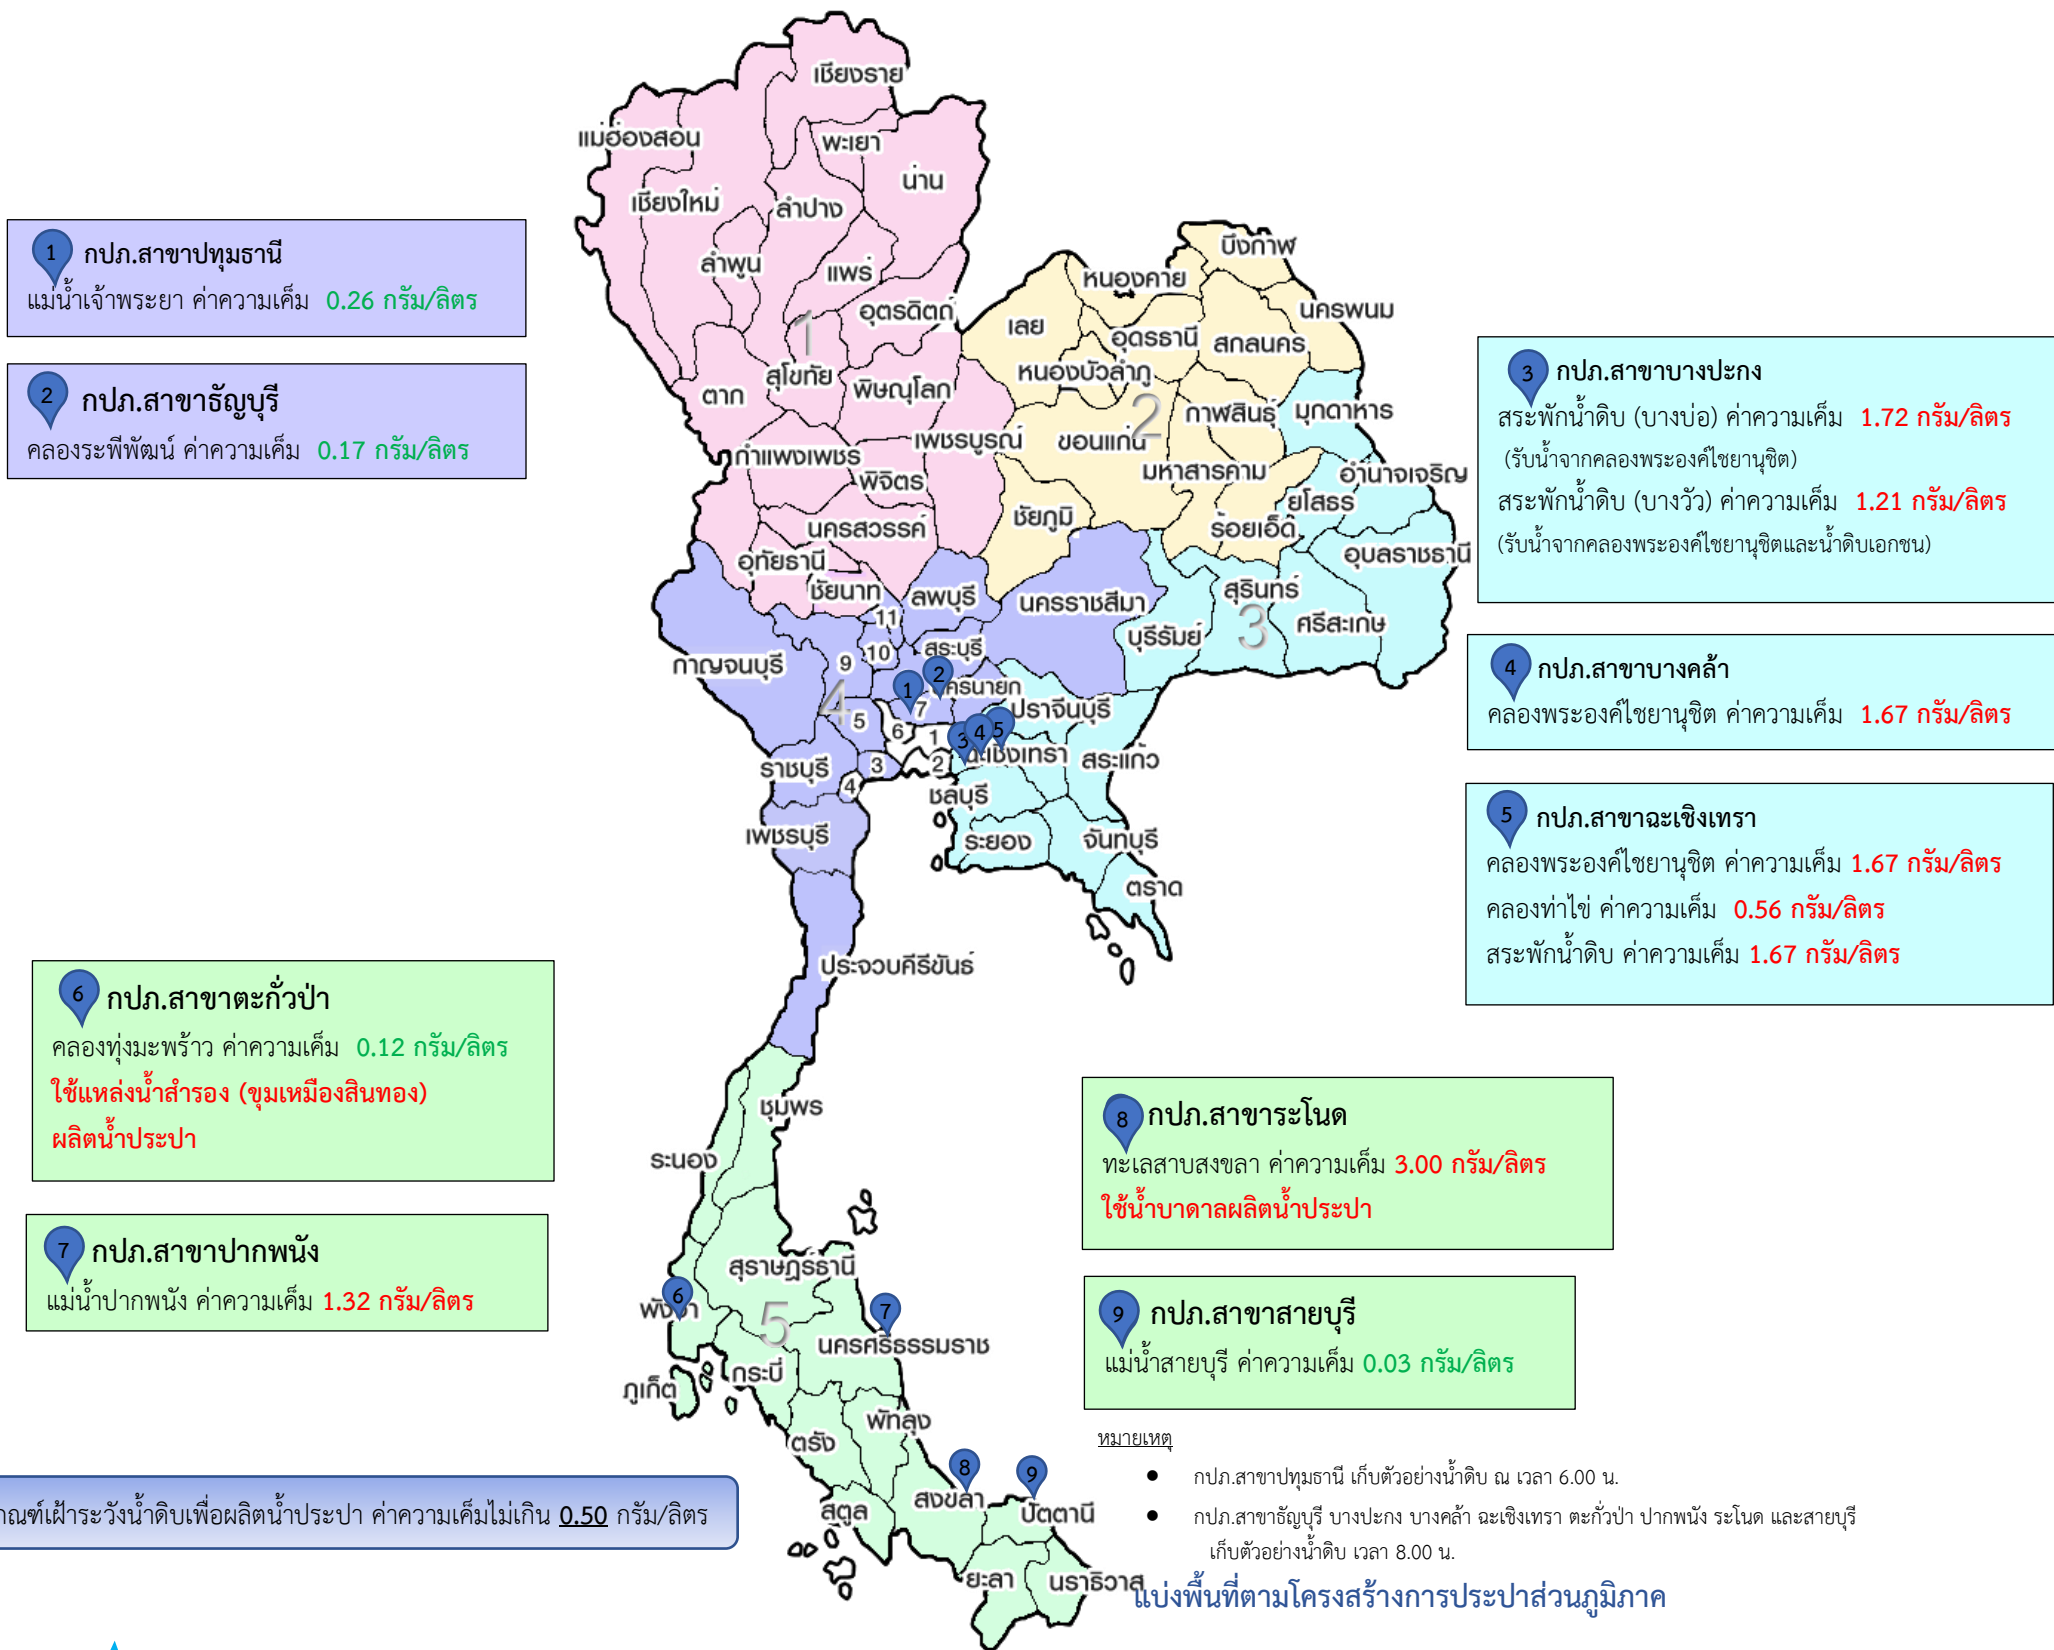 เชียงราย
แม่ฮ่องสอน
พะเยา
น่าน
เชียงใหม่
ลำปาง
ลำพูน
แพร่
อุตรดิตถ์
1
ตาก
สุโขทัย
พิษณุโลก
กำแพงเพชร
พิจิตร
เพชรบูรณ์
นครสวรรค์
อุทัยธานี
ชัยนาท
บึงกาฬ
หนองคาย
นครพนม
เลย
อุดรธานี
สกลนคร
หนองบัวลำภู
2
กาฬสินธุ์
มุกดาหาร
ขอนแก่น
มหาสารคาม
อำนาจเจริญ
ยโสธร
ชัยภูมิ
ร้อยเอ็ด
อุบลราชธานี
สุรินทร์
3
ศรีสะเกษ
บุรีรัมย์
นครราชสีมา
ลพบุรี
11
10
สระบุรี
9
กาญจนบุรี
4
5
1
2
7
6
1
3
4
5
ปราจีนบุรี
สระแก้ว
2
3
4
ราชบุรี
ชลบุรี
เพชรบุรี
ระยอง
จันทบุรี
ตราด
ประจวบคีรีขันธ์
ชุมพร
ระนอง
สุราษฎร์ธานี
6
5
7
นครศรีธรรมราช
กระบี่
ภูเก็ต
พัทลุง
ตรัง
8
9
สงขลา
สตูล
ปัตตานี
ยะลา
นราธิวาส
1 กปภ.สาขาปทุมธานี
แม่น้ำเจ้าพระยา ค่าความเค็ม 0.26 กรัม/ลิตร
2 กปภ.สาขาธัญบุรี
คลองระพีพัฒน์ ค่าความเค็ม 0.17 กรัม/ลิตร
3 กปภ.สาขาบางปะกง
สระพักน้ำดิบ (บางบ่อ) ค่าความเค็ม 1.72 กรัม/ลิตร
(รับน้ำจากคลองพระองค์ไชยานุชิต)
สระพักน้ำดิบ (บางวัว) ค่าความเค็ม 1.21 กรัม/ลิตร
(รับน้ำจากคลองพระองค์ไชยานุชิตและน้ำดิบเอกชน)
4 กปภ.สาขาบางคล้า
คลองพระองค์ไชยานุชิต ค่าความเค็ม 1.67 กรัม/ลิตร
5 กปภ.สาขาฉะเชิงเทรา
คลองพระองค์ไชยานุชิต ค่าความเค็ม 1.67 กรัม/ลิตร
คลองท่าไข่ ค่าความเค็ม 0.56 กรัม/ลิตร
สระพักน้ำดิบ ค่าความเค็ม 1.67 กรัม/ลิตร
6 กปภ.สาขาตะกั่วป่า
คลองทุ่งมะพร้าว ค่าความเค็ม 0.12 กรัม/ลิตร
ใช้แหล่งน้ำสำรอง (ขุมเหมืองสินทอง)
ผลิตน้ำประปา
7 กปภ.สาขาปากพนัง
แม่น้ำปากพนัง ค่าความเค็ม 1.32 กรัม/ลิตร
8 กปภ.สาขาระโนด
ทะเลสาบสงขลา ค่าความเค็ม 3.00 กรัม/ลิตร
ใช้น้ำบาดาลผลิตน้ำประปา
9 กปภ.สาขาสายบุรี
แม่น้ำสายบุรี ค่าความเค็ม 0.03 กรัม/ลิตร
ณฑ์เฝ้าระวังน้ำดิบเพื่อผลิตน้ำประปา ค่าความเค็มไม่เกิน 0.50 กรัม/ลิตร
หมายเหตุ
● กปภ.สาขาปทุมธานี เก็บตัวอย่างน้ำดิบ ณ เวลา 6.00 น.
● กปภ.สาขาธัญบุรี บางปะกง บางคล้า ฉะเชิงเทรา ตะกั่วป่า ปากพนัง ระโนด และสายบุรี
เก็บตัวอย่างน้ำดิบ เวลา 8.00 น.
แบ่งพื้นที่ตามโครงสร้างการประปาส่วนภูมิภาค